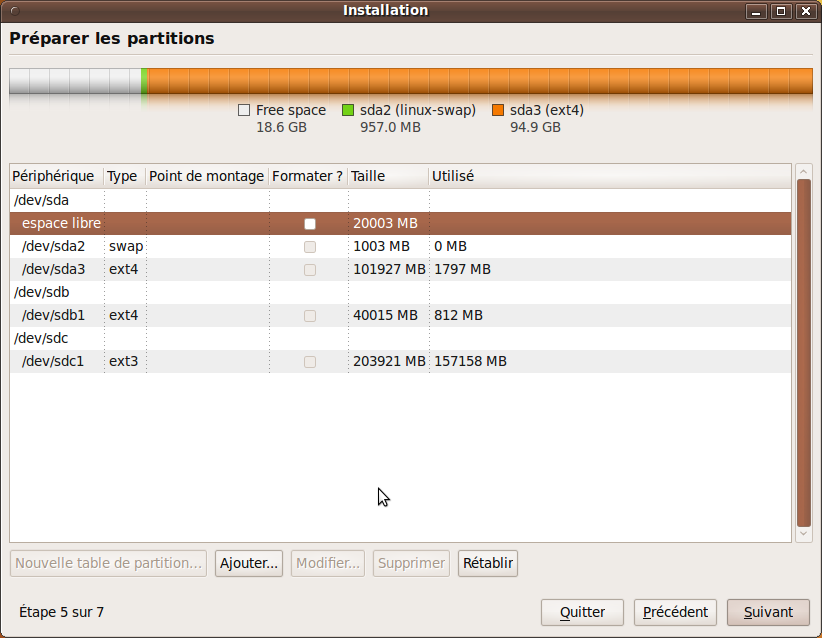 Installation
Préparer les partitions
Free space
18.6 GB
sda2 (linux-swap)
957.0 MB
sda3 (ext4)
94.9 GB
Périphérique Type Point de montage Formater ? Taille Utilisé
/dev/sda
espace libre 20003 MB
/dev/sda2 swap 1003 MB 0 MB
/dev/sda3 ext4 101927 MB 1797 MB
/dev/sdb
/dev/sdb1 ext4 40015 MB 812 MB
/dev/sdc
/dev/sdc1 ext3 203921 MB 157158 MB
Nouvelle table de partition... Ajouter... Modifier... Supprimer Rétablir
Étape 5 sur 7 Quitter Précédent Suivant